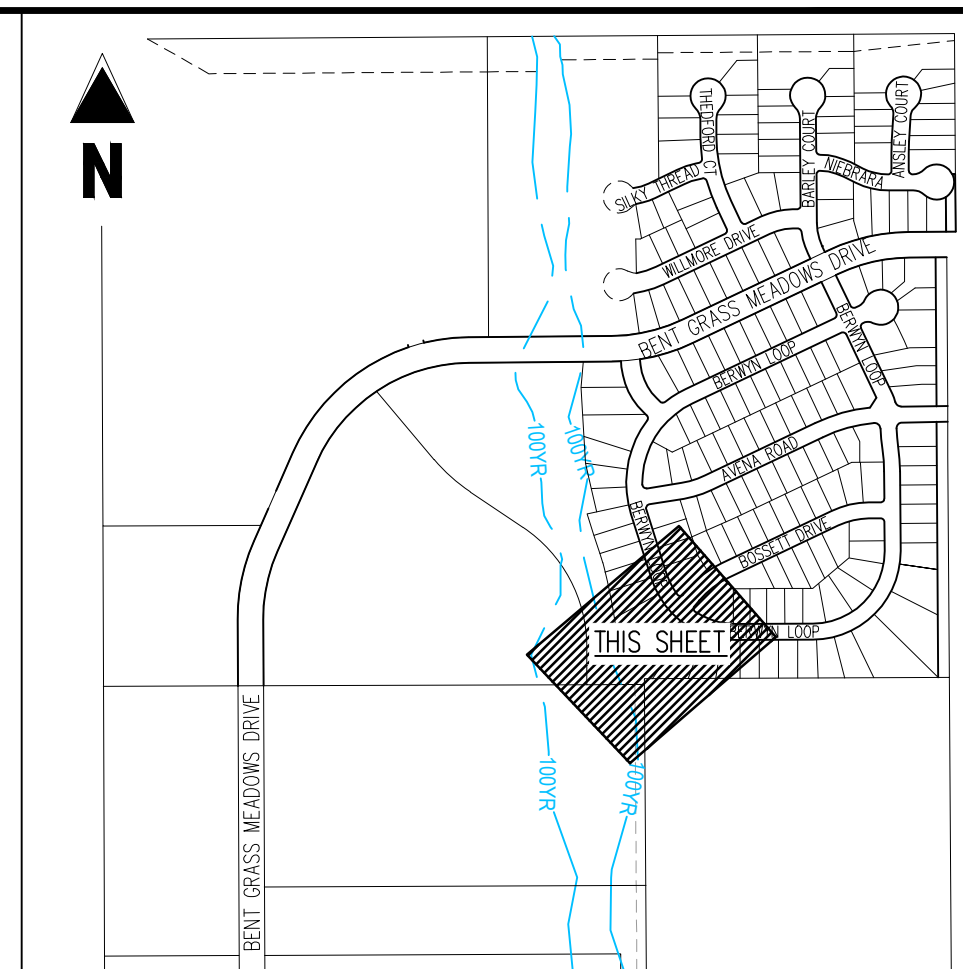 N
THEDFORD CT
BARLEY COURT
ANSLEY COURT
NIEBRARA
SILKY THREAD
WILLMORE DRIVE
BENT GRASS MEADOWS DRIVE
BERWYN LOOP
BERWYN LOOP
100YR
100YR
AVENA ROAD
BERWYN LOOP
BOSSETT DRIVE
THIS SHEET
BERWYN LOOP
BENT GRASS MEADOWS DRIVE
100YR
100YR